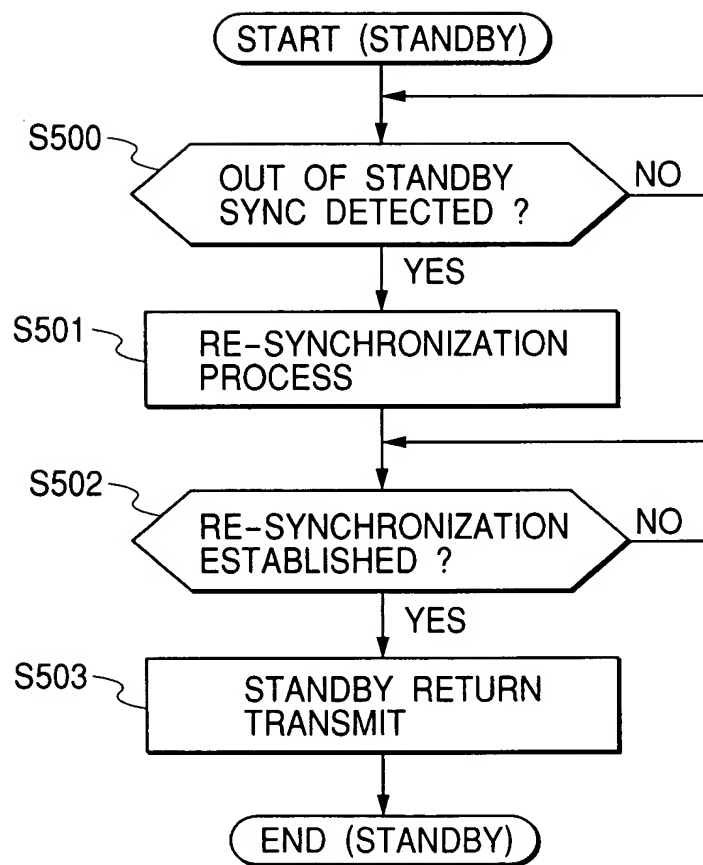 START (STANDBY)
S500
OUT OF STANDBY
SYNC DETECTED ?
NO
YES
S501
RE-SYNCHRONIZATION
PROCESS
S502
RE-SYNCHRONIZATION
ESTABLISHED ?
NO
YES
S503
STANDBY RETURN
TRANSMIT
END (STANDBY)